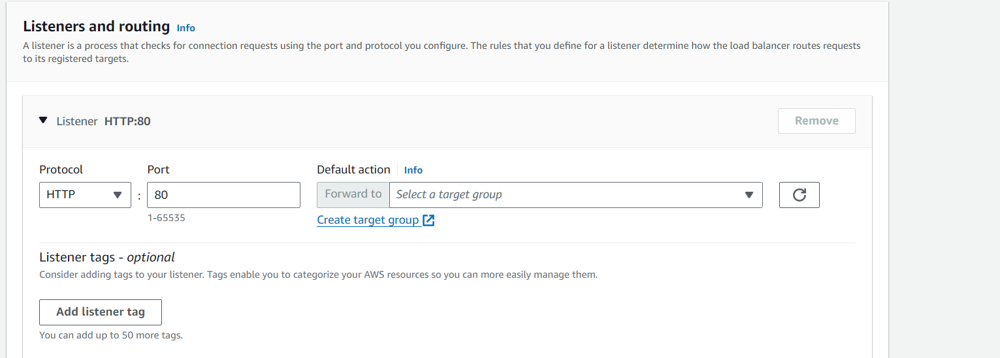 Listeners and routing Info
A listener is a process that checks for connection requests using the port and protocol you configure. The rules that you define for a listener determine how the load balancer routes requests
to its registered targets.
Listener HTTP:80
Remove
Protocol
Port
Default action
Info
HTTP
:
80
Forward to
Select a target group
1-65535
Create target group
Listener tags - optional
Consider adding tags to your listener. Tags enable you to categorize your AWS resources so you can more easily manage them.
Add listener tag
You can add up to 50 more tags.